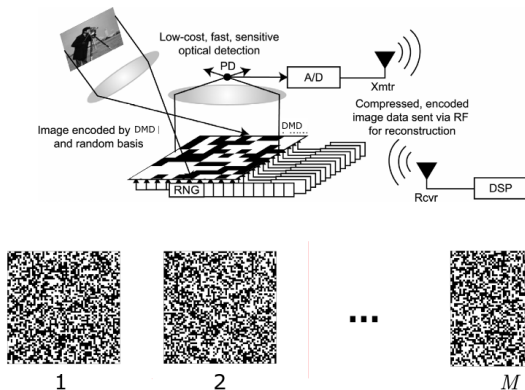 Low-cost, fast, sensitive
optical detection
PD
A/D
Xmtr
Compressed, encoded
image data sent via RF
for reconstruction
Image encoded by DMD
and random basis
DMD
RNG
Rcvr
DSP
1
2
...
M